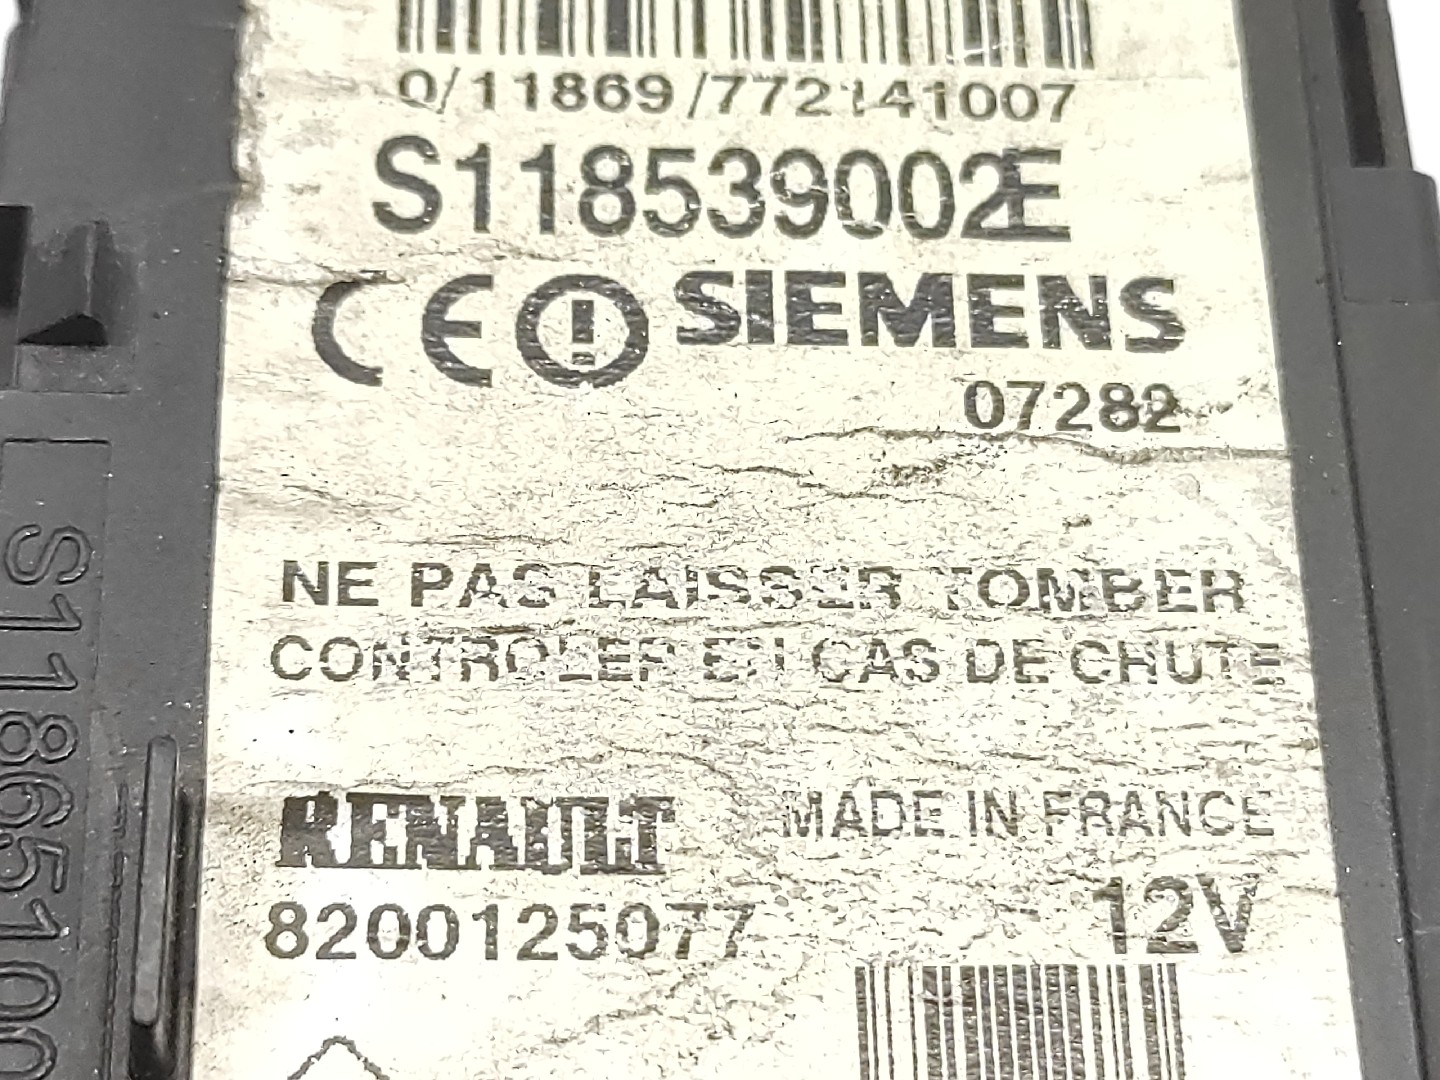 0/11869/772141007
S118539002E
CE SIEMENS
07282
NE PAS LAISSER TOMBER
CONTROLER EN CAS DE CHUTE
RENAULT MADE IN FRANCE
8200125077 12V
S11865100